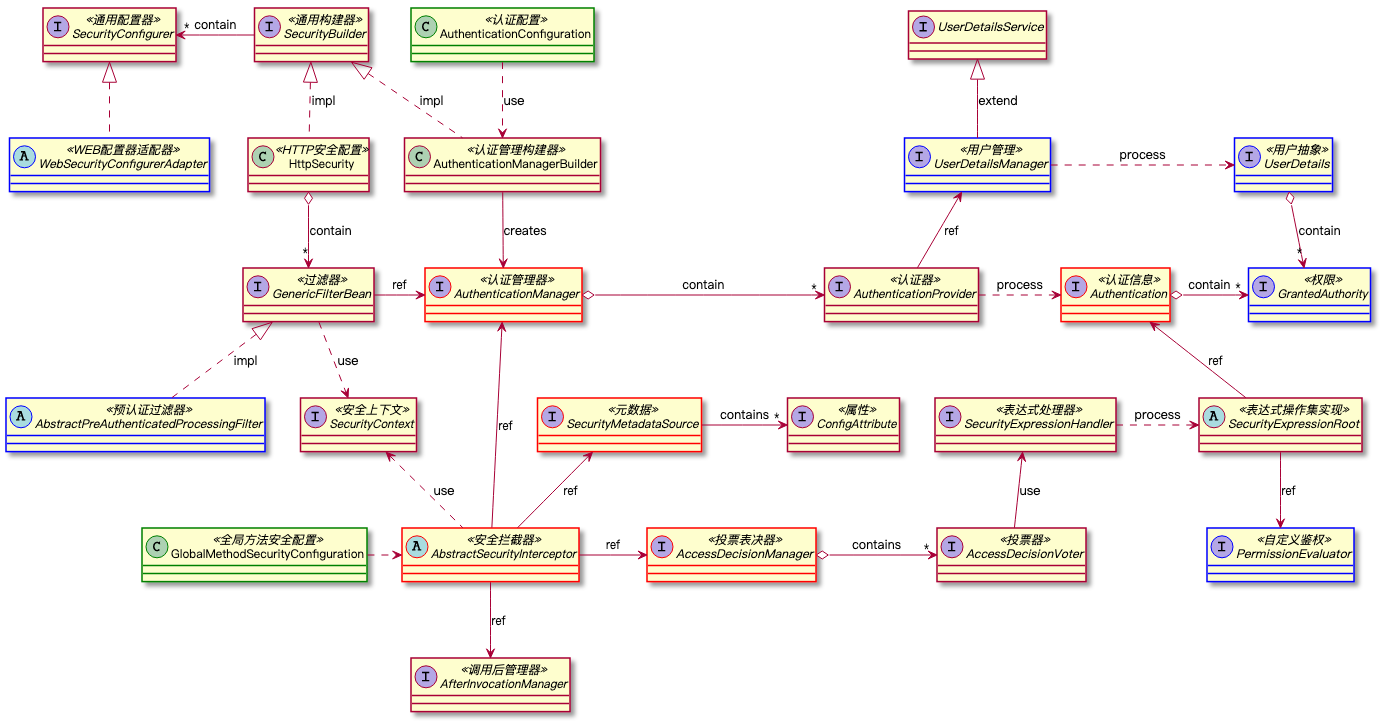 I
«通用配置器»
SecurityConfigurer
* contain
I
«通用构建器»
SecurityBuilder
C
«认证配置»
AuthenticationConfiguration
I
UserDetailsService
impl
impl
use
extend
A
«WEB配置器适配器»
WebSecurityConfigurerAdapter
C
«HTTP安全配置»
HttpSecurity
C
«认证管理构建器»
AuthenticationManagerBuilder
I
«用户管理»
UserDetailsManager
process
I
«用户抽象»
UserDetails
contain
*
creates
ref
contain
*
I
«过滤器»
GenericFilterBean
ref
I
«认证管理器»
AuthenticationManager
contain
*
I
«认证器»
AuthenticationProvider
process
I
«认证信息»
Authentication
contain *
I
«权限»
GrantedAuthority
impl
use
ref
A
«预认证过滤器»
AbstractPreAuthenticatedProcessingFilter
I
«安全上下文»
SecurityContext
ref
I
«元数据»
SecurityMetadataSource
contains *
I
«属性»
ConfigAttribute
I
«表达式处理器»
SecurityExpressionHandler
process
A
«表达式操作集实现»
SecurityExpressionRoot
use
ref
use
ref
C
«全局方法安全配置»
GlobalMethodSecurityConfiguration
A
«安全拦截器»
AbstractSecurityInterceptor
ref
I
«投票表决器»
AccessDecisionManager
contains
*
I
«投票器»
AccessDecisionVoter
I
«自定义鉴权»
PermissionEvaluator
ref
I
«调用后管理器»
AfterInvocationManager